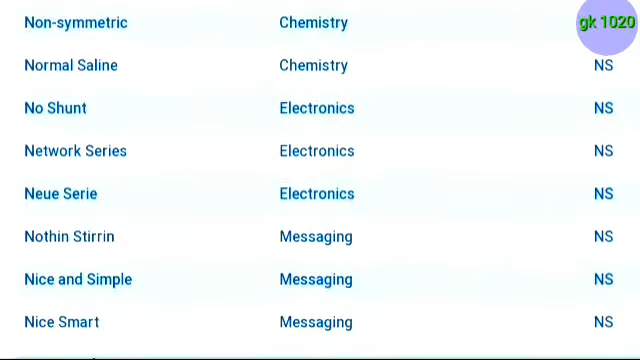 Non-symmetric Chemistry gk 1020
Normal Saline Chemistry NS
No Shunt Electronics NS
Network Series Electronics NS
Neue Serie Electronics NS
Nothin Stirrin Messaging NS
Nice and Simple Messaging NS
Nice Smart Messaging NS